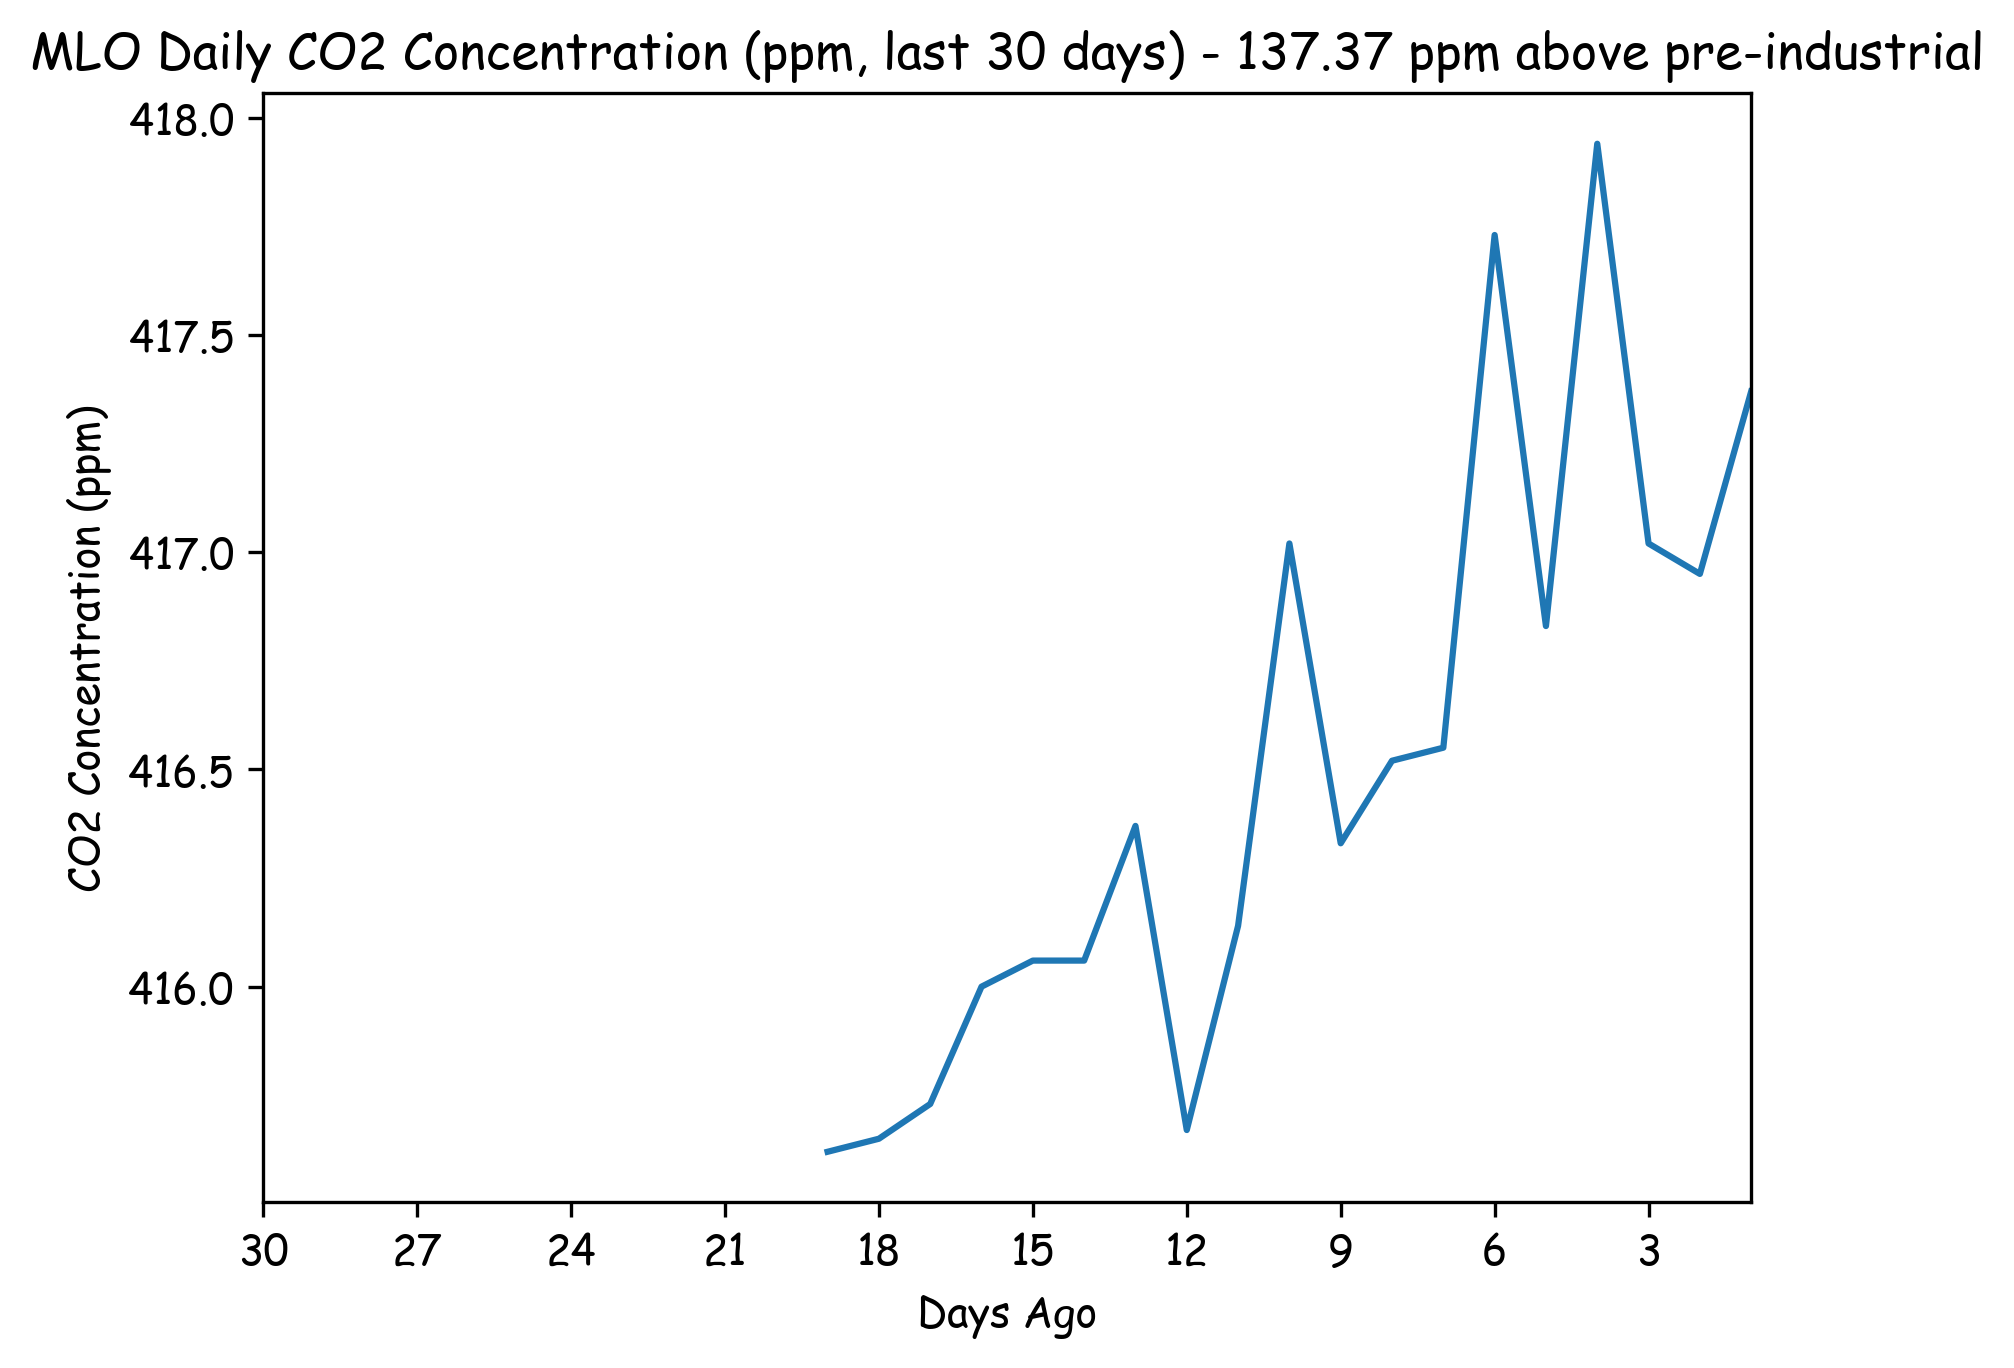 MLO Daily CO2 Concentration (ppm, last 30 days) - 137.37 ppm above pre-industrial
418.0
417.5
417.0
416.5
416.0
CO2 Concentration (ppm)
30 27 24 21 18 15 12 9 6 3
Days Ago